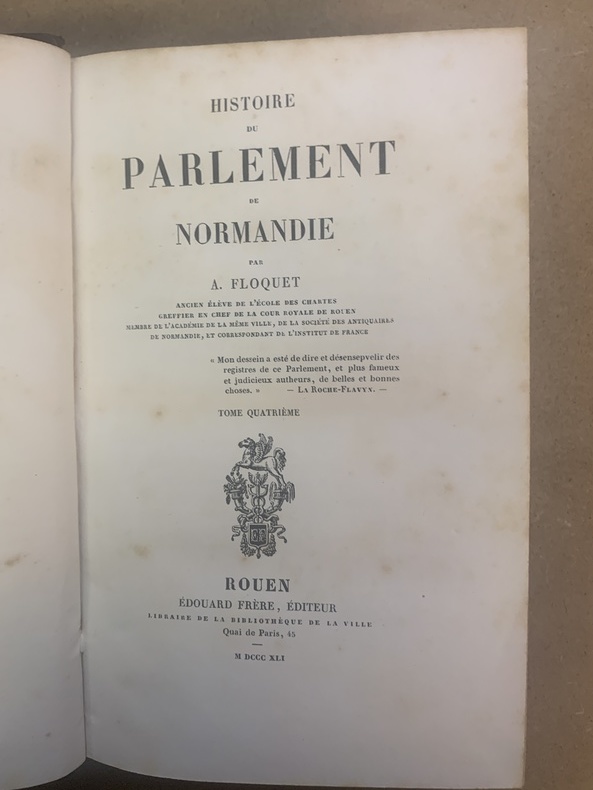 HISTOIRE
DU
PARLEMENT
DE
NORMANDIE
PAR
A. FLOQUET
ANCIEN ÉLÈVE DE L'ÉCOLE DES CHARTES
GREFFIER EN CHEF DE LA COUR ROYALE DE ROUEN
MEMBRE DE L'ACADÉMIE DE LA MÊME VILLE, DE LA SOCIÉTÉ DES ANTIQUAIRES
DE NORMANDIE, ET CORRESPONDANT DE L'INSTITUT DE FRANCE
« Mon desrein a esté de dire et désensepvelir des
registres de ce Parlement, et plus fameux
et judicieux autheurs, de belles et bonnes
choses. » — LA ROCHE-FLAVYN. —
TOME QUATRIÈME
EF
ROUEN
ÉDOUARD FRÈRE, ÉDITEUR
LIBRAIRE DE LA BIBLIOTHÈQUE DE LA VILLE
Quai de Paris, 45
M DCCC XLI